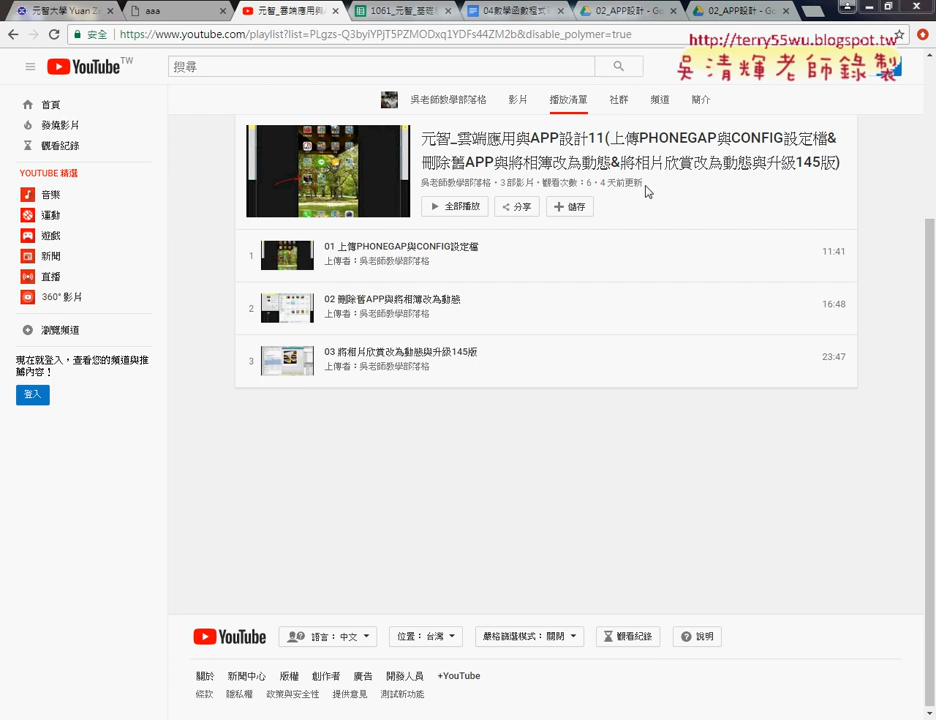 元智大學 Yuan Ze
aaa
元智_雲端應用與A
1061_元智_基礎
04數學函數程式
02_APP設計 - Go
02_APP設計 - Go
安全
https://www.youtube.com/playlist?list=PLgzs-Q3byiYPjT5PZMODxq1YDFs44ZM2b&disable_polymer=true
http://terry55wu.blogspot.tw
吳清輝老師錄製
YouTube TW
搜尋
首頁
發燒影片
觀看紀錄
YOUTUBE 精選
音樂
運動
遊戲
新聞
直播
360° 影片
瀏覽頻道
現在就登入，查看您的頻道與推
薦內容！
登入
吳老師教學部落格
影片
播放清單
社群
頻道
簡介
元智_雲端應用與APP設計11(上傳PHONEGAP與CONFIG設定檔&
刪除舊APP與將相簿改為動態&將相片欣賞改為動態與升級145版)
吳老師教學部落格・3 部影片・觀看次數：6・4 天前更新
全部播放
分享
儲存
1
01 上傳PHONEGAP與CONFIG設定檔
上傳者：吳老師教學部落格
11:41
2
02 刪除舊APP與將相簿改為動態
上傳者：吳老師教學部落格
16:48
3
03 將相片欣賞改為動態與升級145版
上傳者：吳老師教學部落格
23:47
YouTube
語言： 中文
位置： 台灣
嚴格篩選模式： 關閉
觀看紀錄
說明
關於
新聞中心
版權
創作者
廣告
開發人員
+YouTube
條款
隱私權
政策與安全性
提供意見
測試新功能